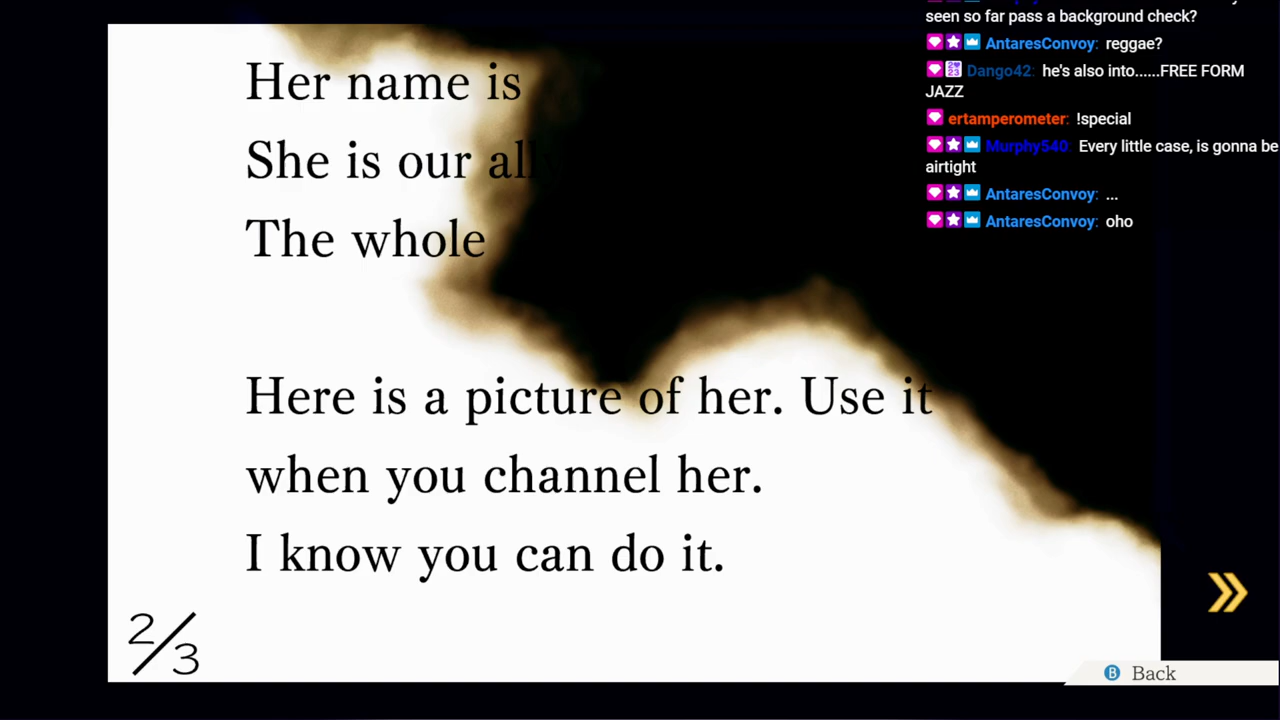 seen so far pass a background check?
AntaresConvoy: reggae?
Dango42: he's also into......FREE FORM
JAZZ
ertamperometer: !special
Murphy540: Every little case, is gonna be
airtight
AntaresConvoy: ...
AntaresConvoy: oho
Her name is
She is our ally
The whole
Here is a picture of her. Use it
when you channel her.
I know you can do it.
2/3
B Back